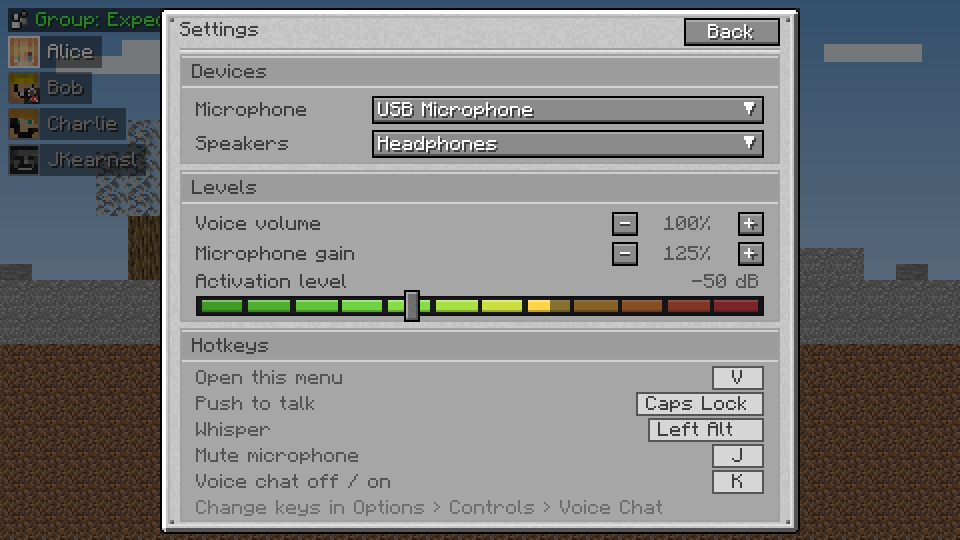 Group: Exped
Settings
Back
Alice
Bob
Charlie
JKearnsl
Devices
Microphone
USB Microphone
Speakers
Headphones
Levels
Voice volume
− 100% +
Microphone gain
− 125% +
Activation level
−50 dB
Hotkeys
Open this menu
V
Push to talk
Caps Lock
Whisper
Left Alt
Mute microphone
J
Voice chat off / on
K
Change keys in Options > Controls > Voice Chat